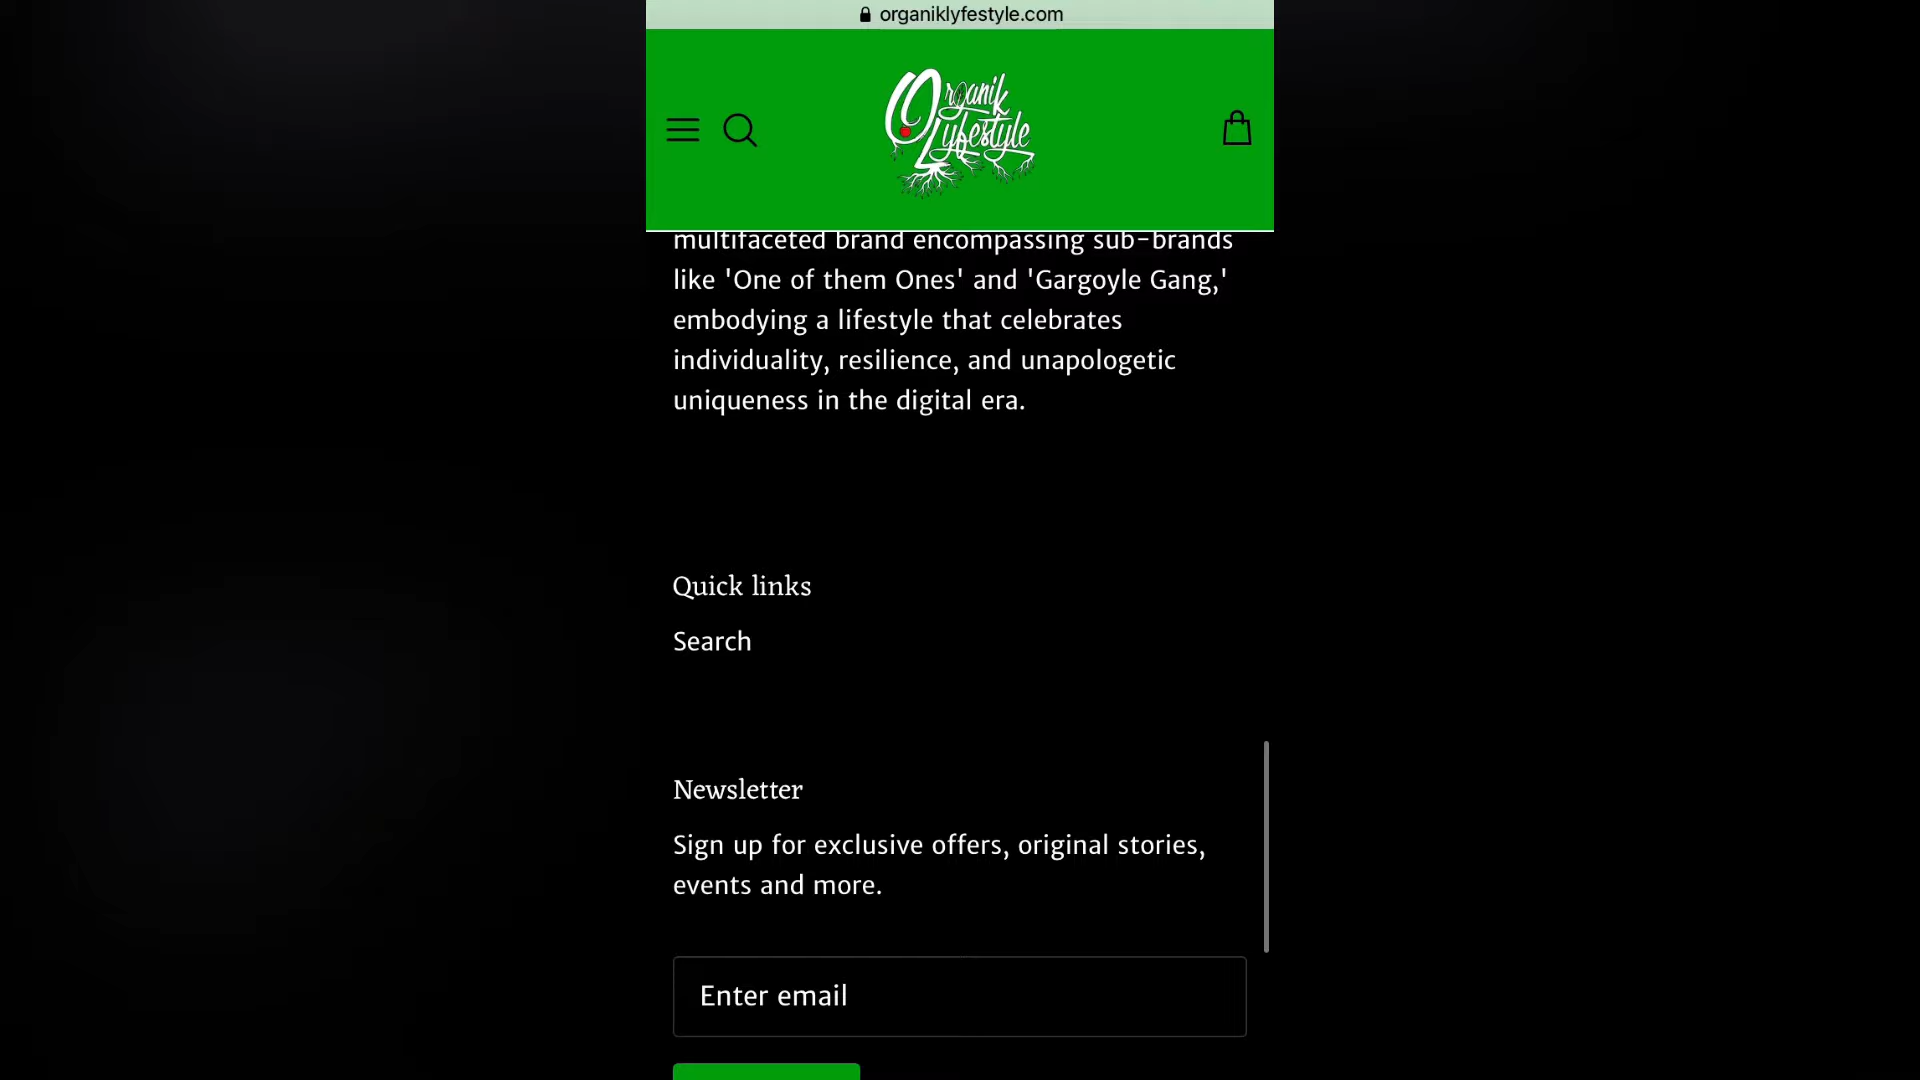 organiklyfestyle.com
Organik
Lyfestyle
multifaceted brand encompassing sub-brands
like 'One of them Ones' and 'Gargoyle Gang,'
embodying a lifestyle that celebrates
individuality, resilience, and unapologetic
uniqueness in the digital era.
Quick links
Search
Newsletter
Sign up for exclusive offers, original stories,
events and more.
Enter email